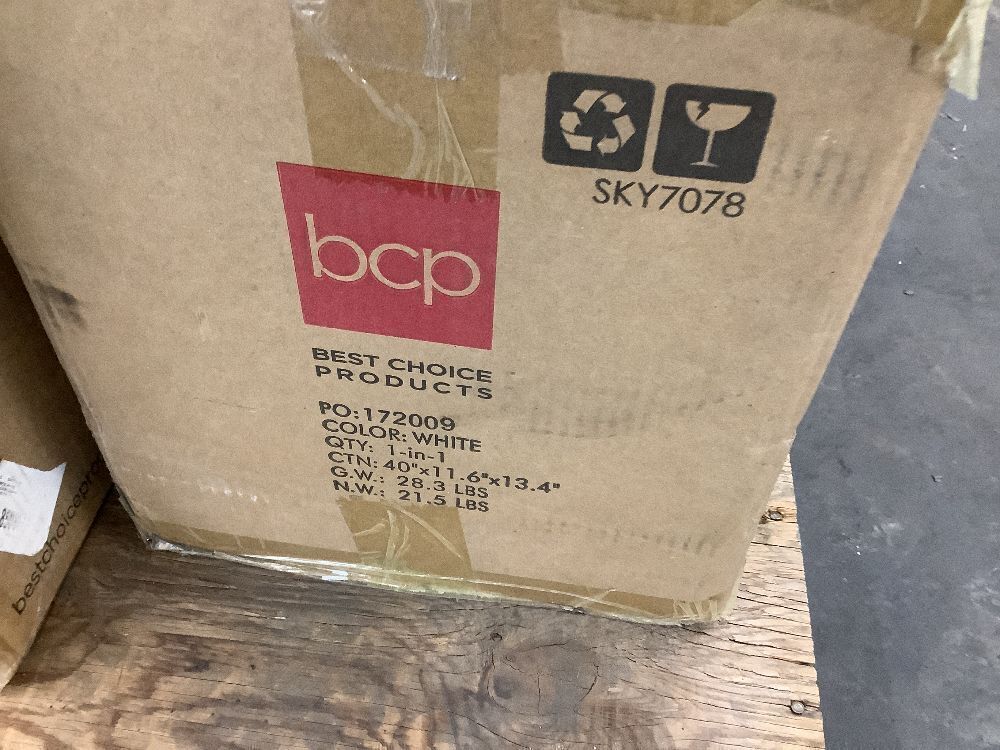 SKY7078
bcp
BEST CHOICE
PRODUCTS
PO:172009
COLOR: WHITE
QTY: 1-in-1
CTN: 40"x11.6"x13.4"
G.W.: 28.3 LBS
N.W.: 21.5 LBS